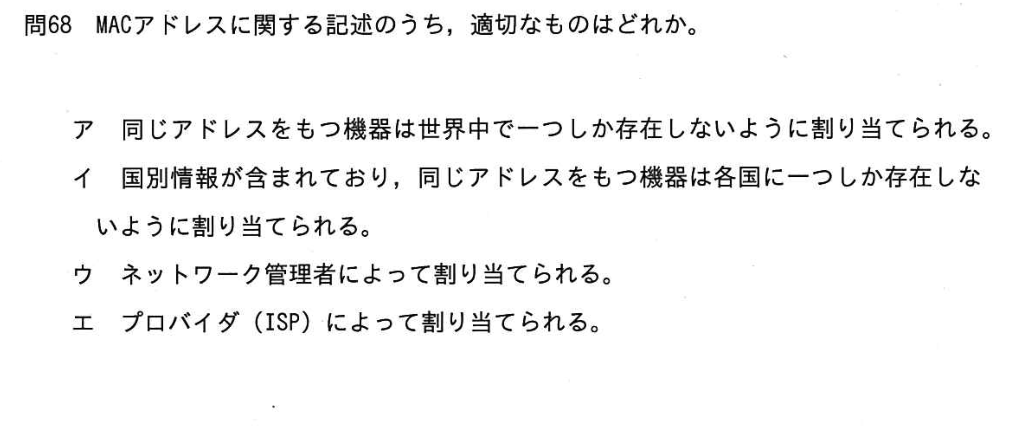 問68 MACアドレスに関する記述のうち，適切なものはどれか。
ア 同じアドレスをもつ機器は世界中で一つしか存在しないように割り当てられる。
イ 国別情報が含まれており，同じアドレスをもつ機器は各国に一つしか存在しな
いように割り当てられる。
ウ ネットワーク管理者によって割り当てられる。
エ プロバイダ（ISP）によって割り当てられる。